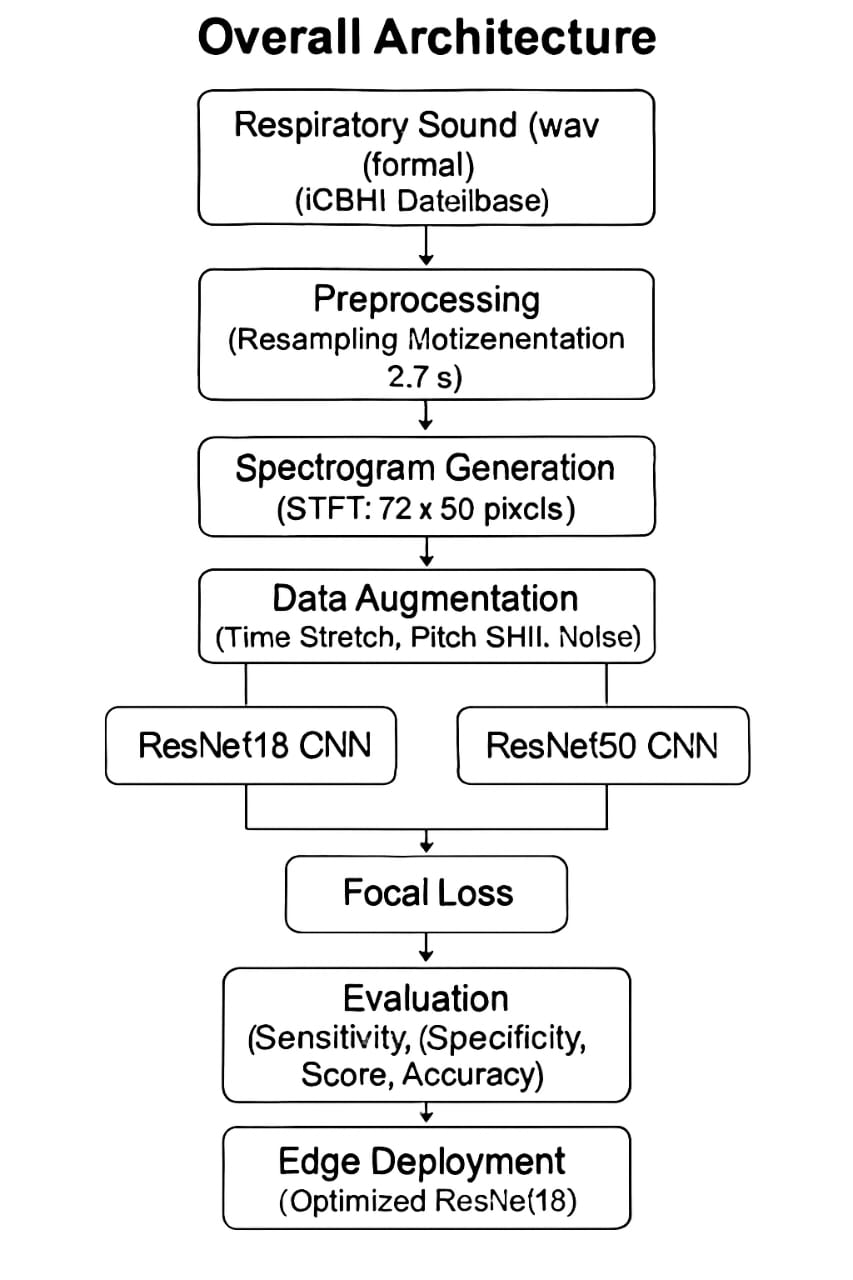 Overall Architecture
Respiratory Sound (wav
(formal)
(iCBHI Dateilbase)
Preprocessing
(Resampling Motizenentation
2.7 s)
Spectrogram Generation
(STFT: 72 x 50 pixcls)
Data Augmentation
(Time Stretch, Pitch SHII. Nolse)
ResNet18 CNN
ResNet50 CNN
Focal Loss
Evaluation
(Sensitivity, (Specificity,
Score, Accuracy)
Edge Deployment
(Optimized ResNe(18)